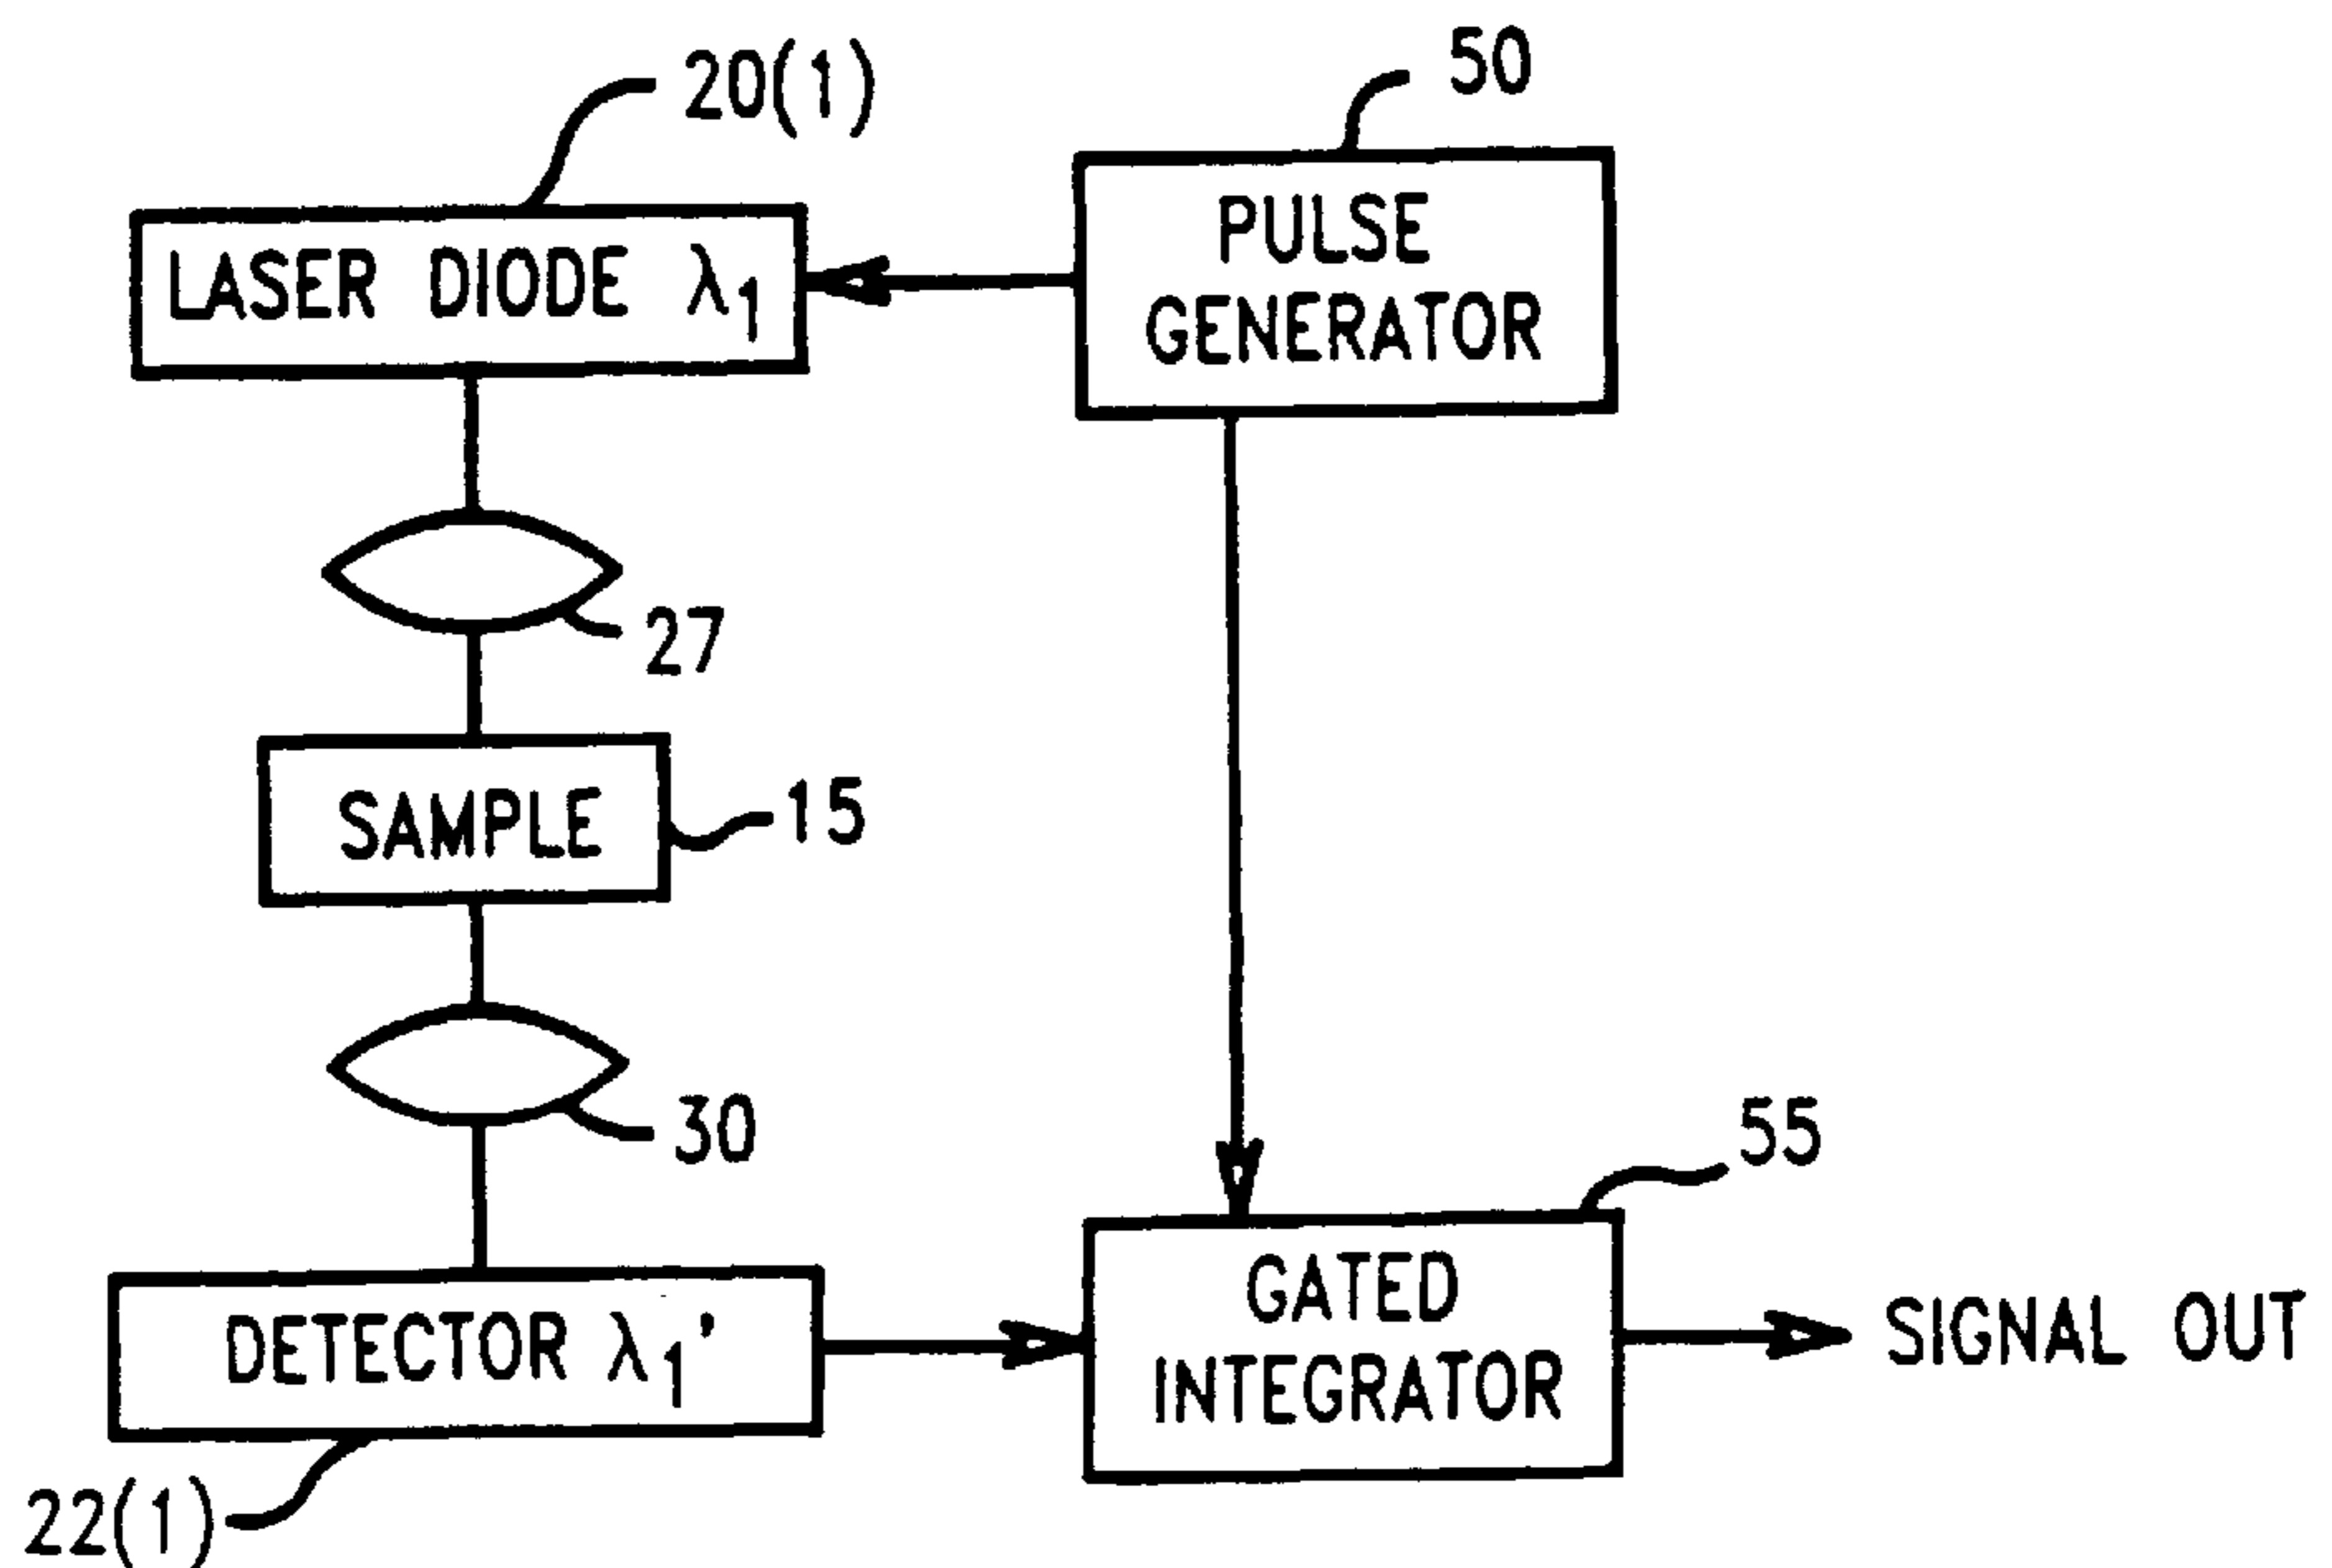 20(1)
50
LASER DIODE λ1
PULSE
GENERATOR
27
SAMPLE
15
30
55
DETECTOR λ1'
GATED
INTEGRATOR
SIGNAL OUT
22(1)